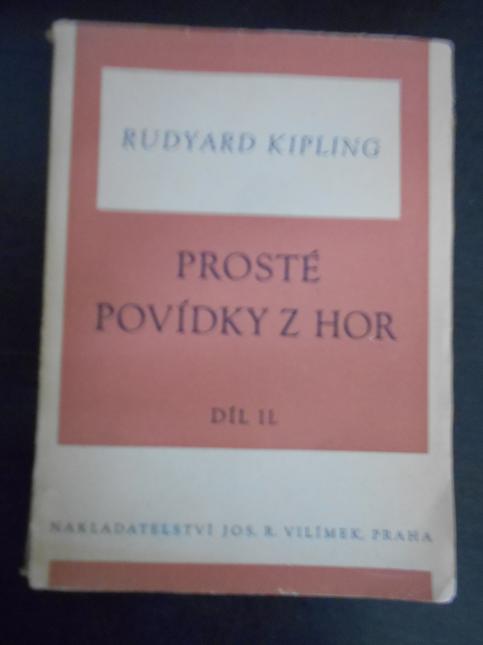 RUDYARD KIPLING
PROSTÉ
POVÍDKY Z HOR
DÍL II.
NAKLADATELSTVÍ JOS. R. VILÍMEK, PRAHA